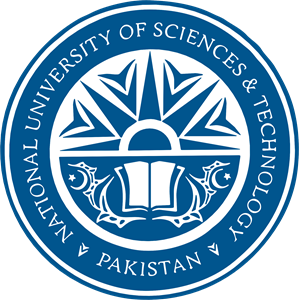 NATIONAL UNIVERSITY OF SCIENCES & TECHNOLOGY
PAKISTAN